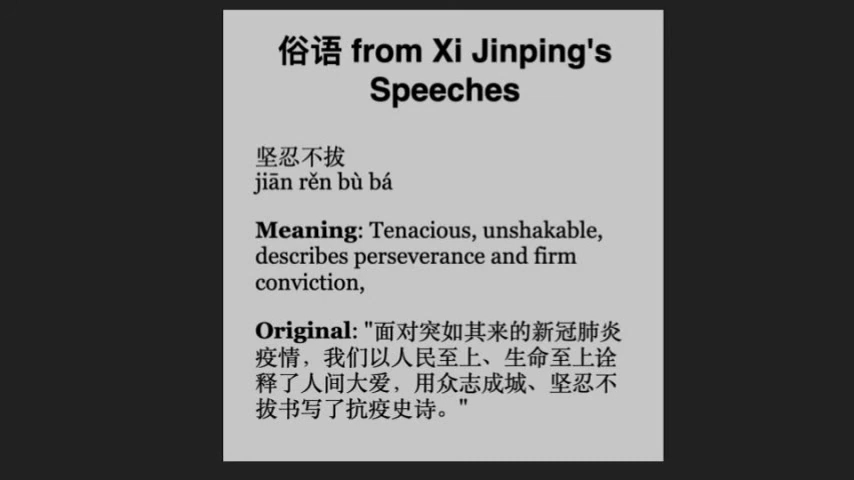 俗语 from Xi Jinping's
Speeches
坚忍不拔
jiān rěn bù bá
Meaning: Tenacious, unshakable,
describes perseverance and firm
conviction,
Original: "面对突如其来的新冠肺炎
疫情，我们以人民至上、生命至上诠
释了人间大爱，用众志成城、坚忍不
拔书写了抗疫史诗。"